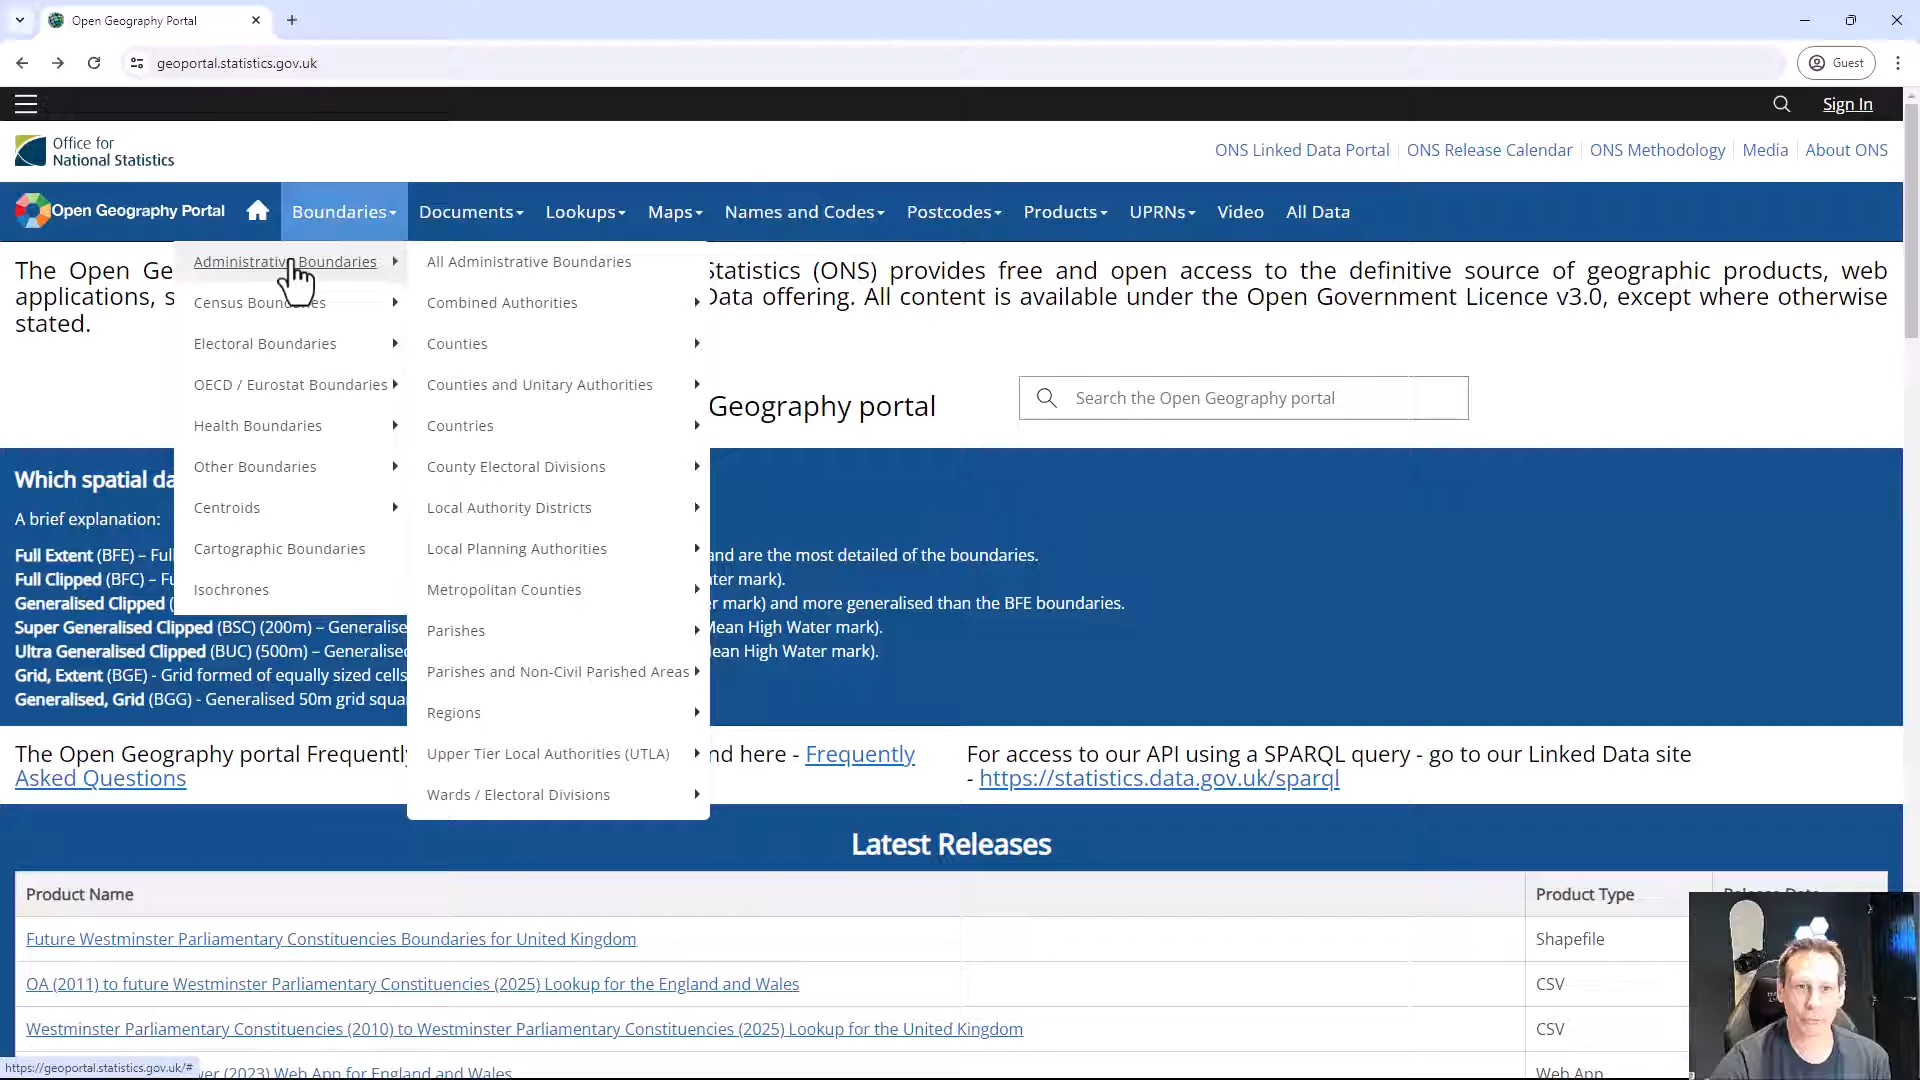 Open Geography Portal
geoportal.statistics.gov.uk
Guest
Sign In
Office for
National Statistics
ONS Linked Data Portal
ONS Release Calendar
ONS Methodology
Media
About ONS
Open Geography Portal
Boundaries
Documents
Lookups
Maps
Names and Codes
Postcodes
Products
UPRNs
Video
All Data
Administrative Boundaries
Census Boundaries
Electoral Boundaries
OECD / Eurostat Boundaries
Health Boundaries
Other Boundaries
Centroids
Cartographic Boundaries
Isochrones
All Administrative Boundaries
Combined Authorities
Counties
Counties and Unitary Authorities
Countries
County Electoral Divisions
Local Authority Districts
Local Planning Authorities
Metropolitan Counties
Parishes
Parishes and Non-Civil Parished Areas
Regions
Upper Tier Local Authorities (UTLA)
Wards / Electoral Divisions
The Open Statistics (ONS) provides free and open access to the definitive source of geographic products, web
applications, Data offering. All content is available under the Open Government Licence v3.0, except where otherwise
stated.
Geography portal
Search the Open Geography portal
Which spatial
A brief explanation:
Full Extent (BFE) – and are the most detailed of the boundaries.
Full Clipped (BFC) – mark).
Generalised Clipped mark) and more generalised than the BFE boundaries.
Super Generalised Clipped (BSC) (200m) – Generalise Mean High Water mark).
Ultra Generalised Clipped (BUC) (500m) – Generalise High Water mark).
Grid, Extent (BGE) - Grid formed of equally sized cells
Generalised, Grid (BGG) - Generalised 50m grid
The Open Geography portal here - Frequently
Asked Questions
For access to our API using a SPARQL query - go to our Linked Data site
- https://statistics.data.gov.uk/sparql
Latest Releases
Product Name
Product Type
Future Westminster Parliamentary Constituencies Boundaries for United Kingdom
Shapefile
OA (2011) to future Westminster Parliamentary Constituencies (2025) Lookup for the England and Wales
CSV
Westminster Parliamentary Constituencies (2010) to Westminster Parliamentary Constituencies (2025) Lookup for the United Kingdom
CSV
(2023) Web App for England and Wales
Web App
https://geoportal.statistics.gov.uk/#